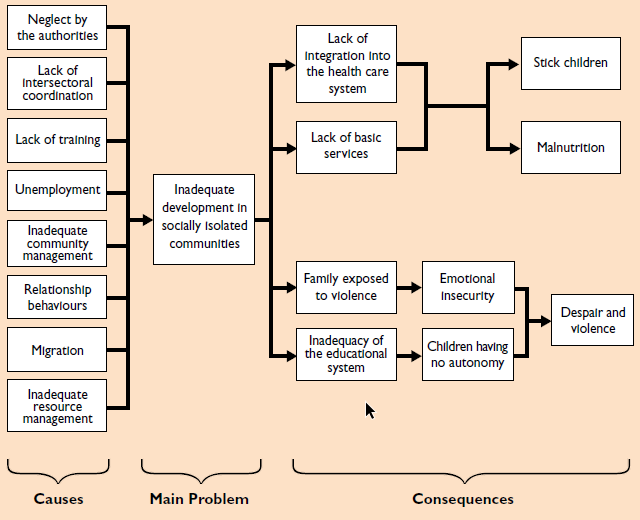 Neglect by
the authorities
Lack of
intersectoral
coordination
Lack of training
Unemployment
Inadequate
community
management
Relationship
behaviours
Migration
Inadequate
resource
management
Inadequate
development in
socially isolated
communities
Lack of
integration into
the health care
system
Lack of basic
services
Stick children
Malnutrition
Family exposed
to violence
Emotional
insecurity
Inadequacy of
the educational
system
Children having
no autonomy
Despair and
violence
Causes
Main Problem
Consequences